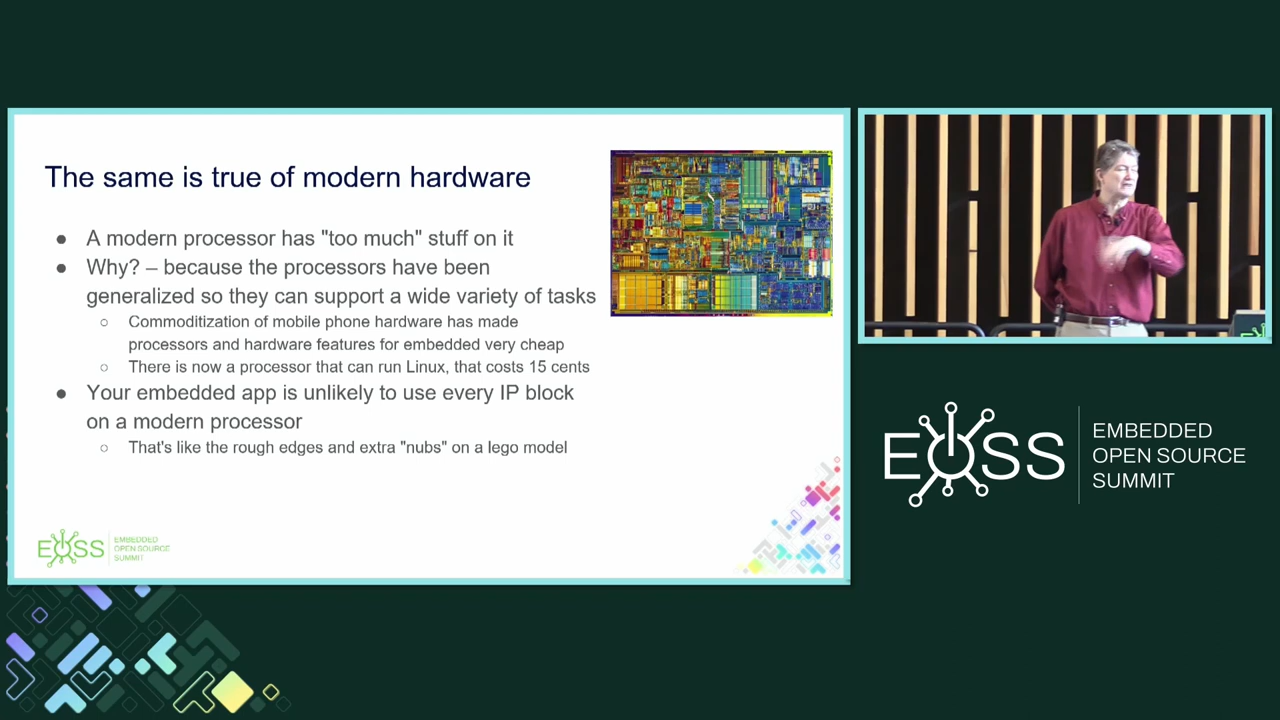 The same is true of modern hardware
● A modern processor has "too much" stuff on it
● Why? – because the processors have been
generalized so they can support a wide variety of tasks
○ Commoditization of mobile phone hardware has made
processors and hardware features for embedded very cheap
○ There is now a processor that can run Linux, that costs 15 cents
● Your embedded app is unlikely to use every IP block
on a modern processor
○ That's like the rough edges and extra "nubs" on a lego model
EOSS
EMBEDDED
OPEN SOURCE
SUMMIT
EOSS
EMBEDDED
OPEN SOURCE
SUMMIT